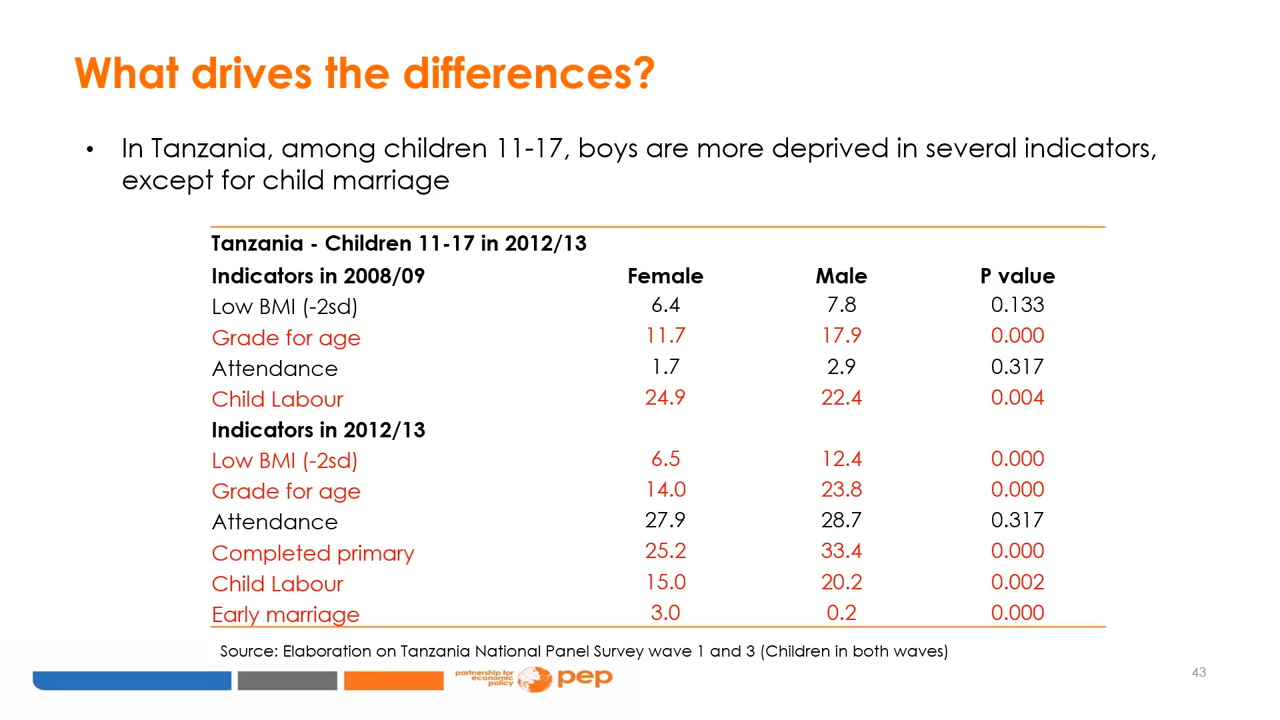 What drives the differences?
• In Tanzania, among children 11-17, boys are more deprived in several indicators,
except for child marriage
Tanzania - Children 11-17 in 2012/13
Indicators in 2008/09 Female Male P value
Low BMI (-2sd) 6.4 7.8 0.133
Grade for age 11.7 17.9 0.000
Attendance 1.7 2.9 0.317
Child Labour 24.9 22.4 0.004
Indicators in 2012/13
Low BMI (-2sd) 6.5 12.4 0.000
Grade for age 14.0 23.8 0.000
Attendance 27.9 28.7 0.317
Completed primary 25.2 33.4 0.000
Child Labour 15.0 20.2 0.002
Early marriage 3.0 0.2 0.000
Source: Elaboration on Tanzania National Panel Survey wave 1 and 3 (Children in both waves)
partnership for
economic
policy
pep
43